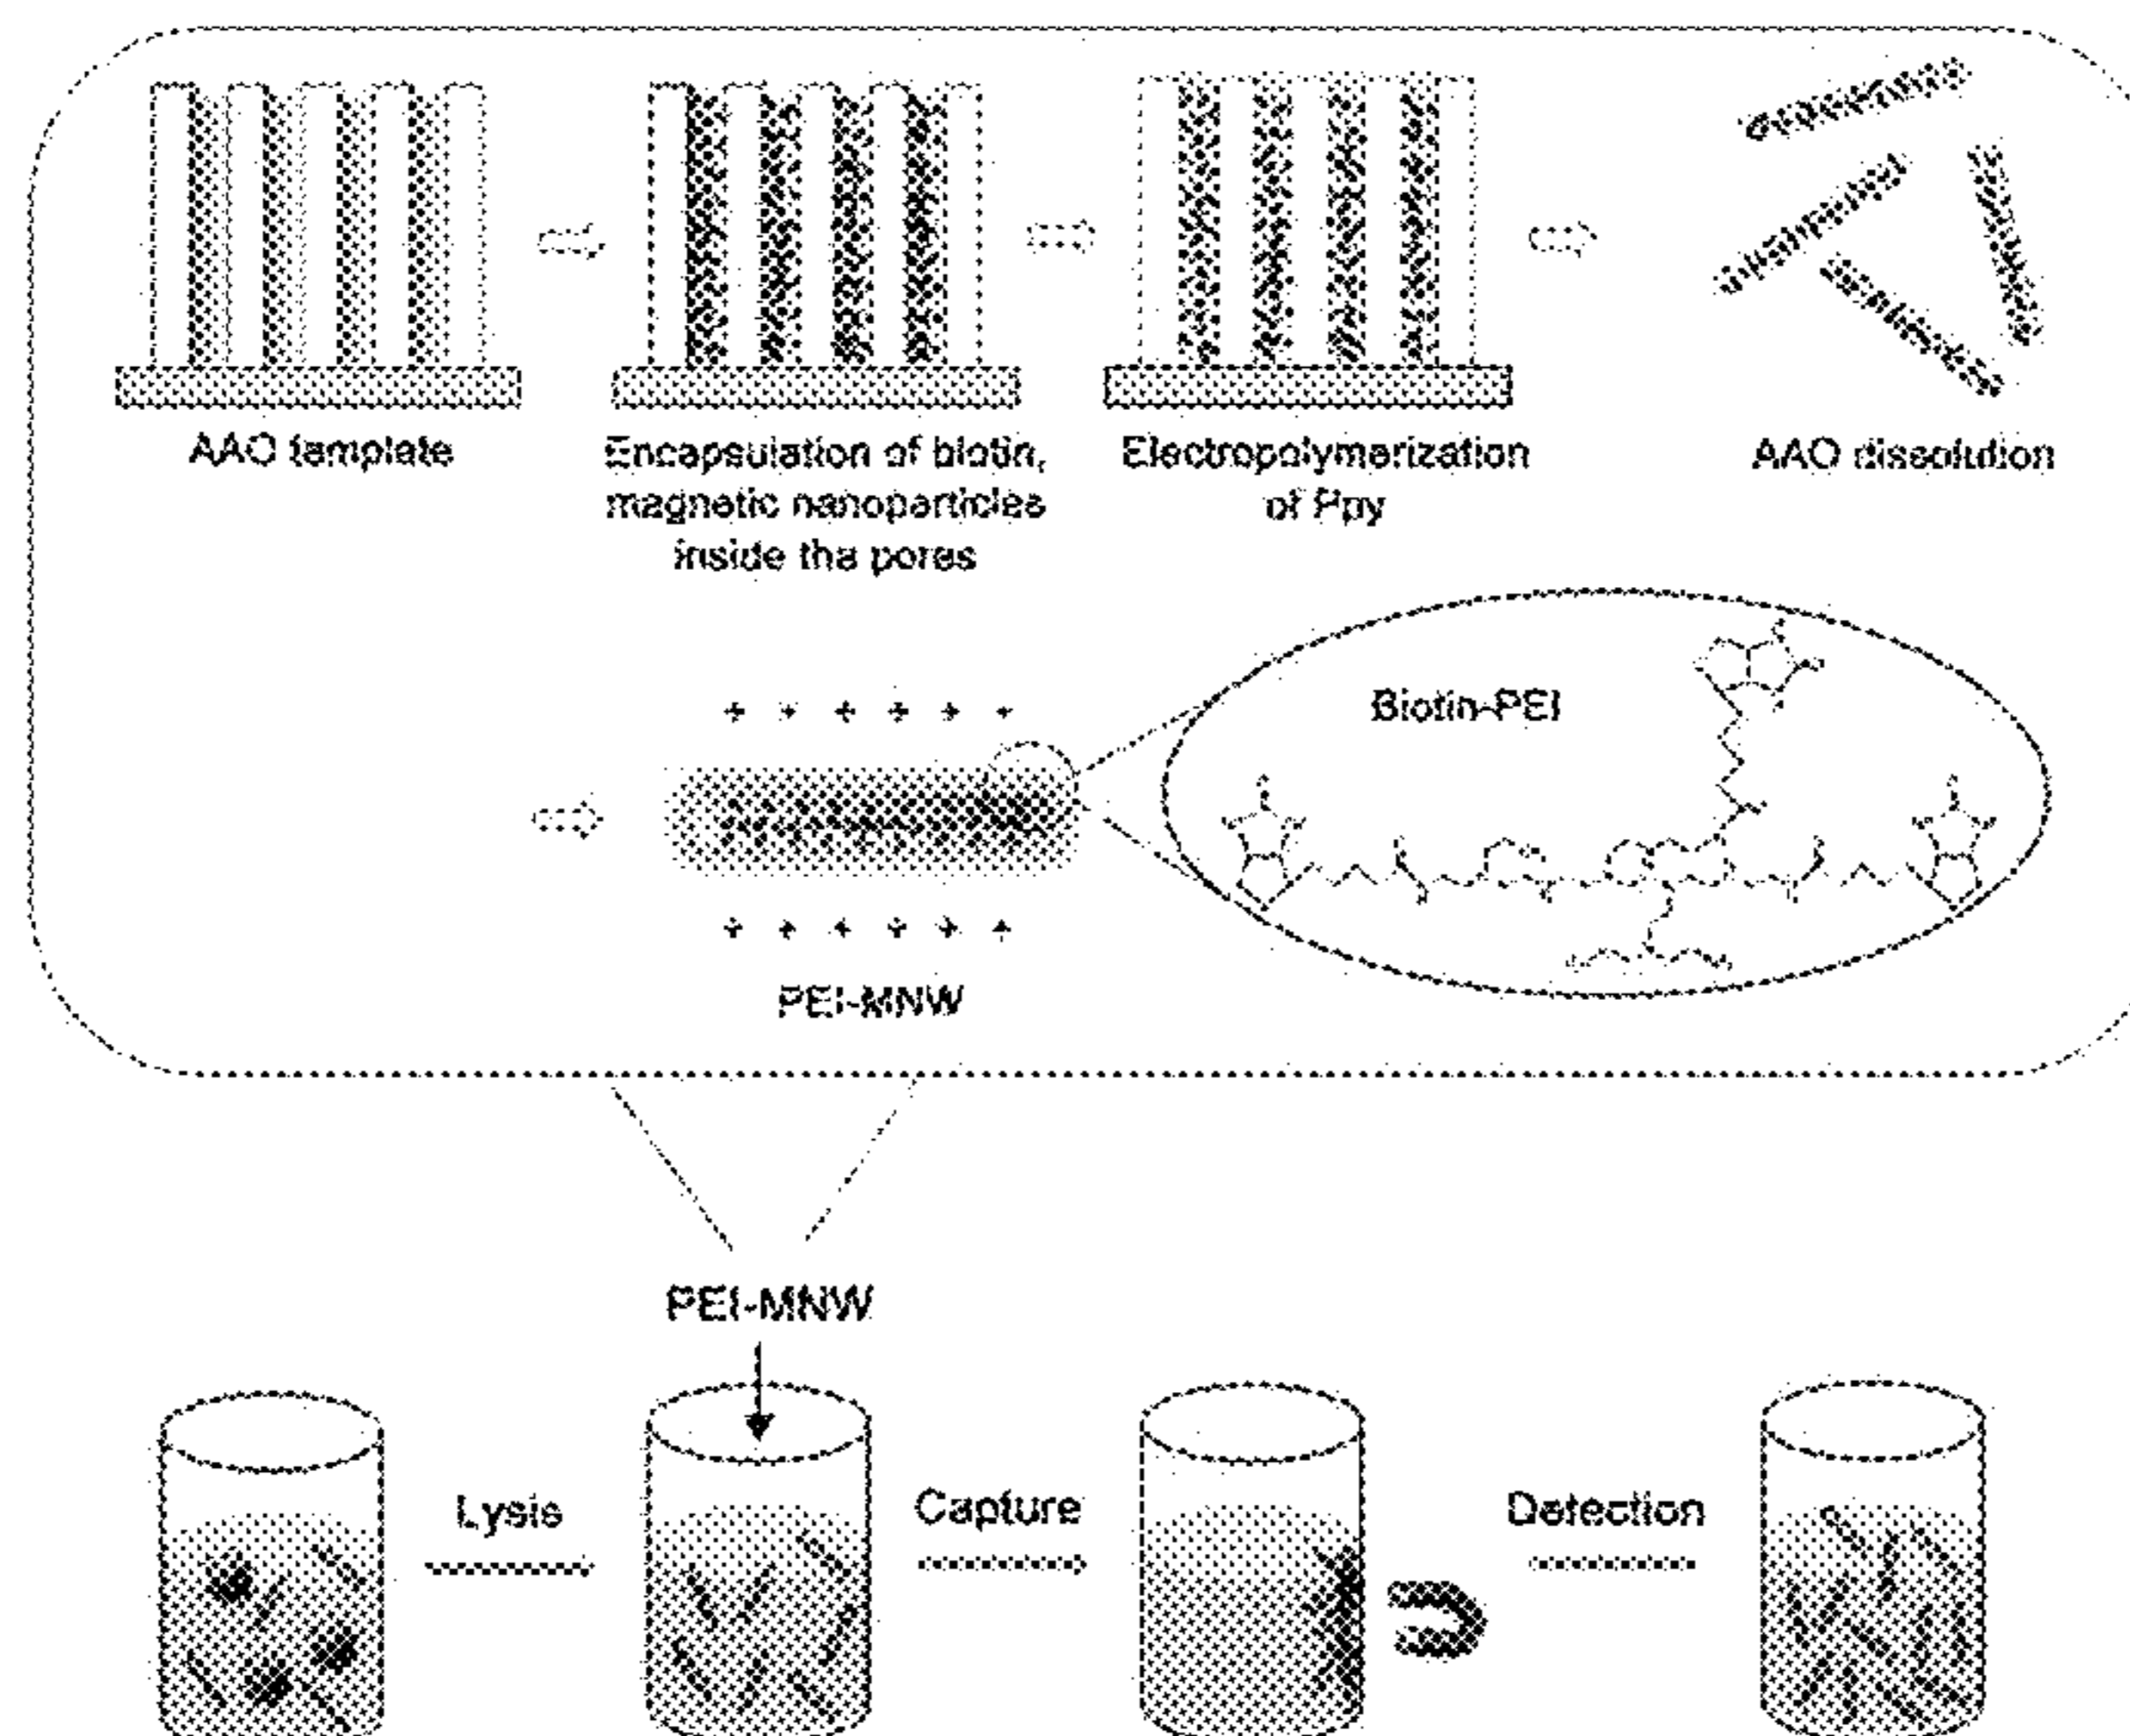 AAO template
Encapsulation of biotin,
magnetic nanoparticles
inside the pores
Electropolymerization
of Ppy
AAO dissolution
Biotin-PEI
PEI-MNW
PEI-MNW
Lysis
Capture
Detection